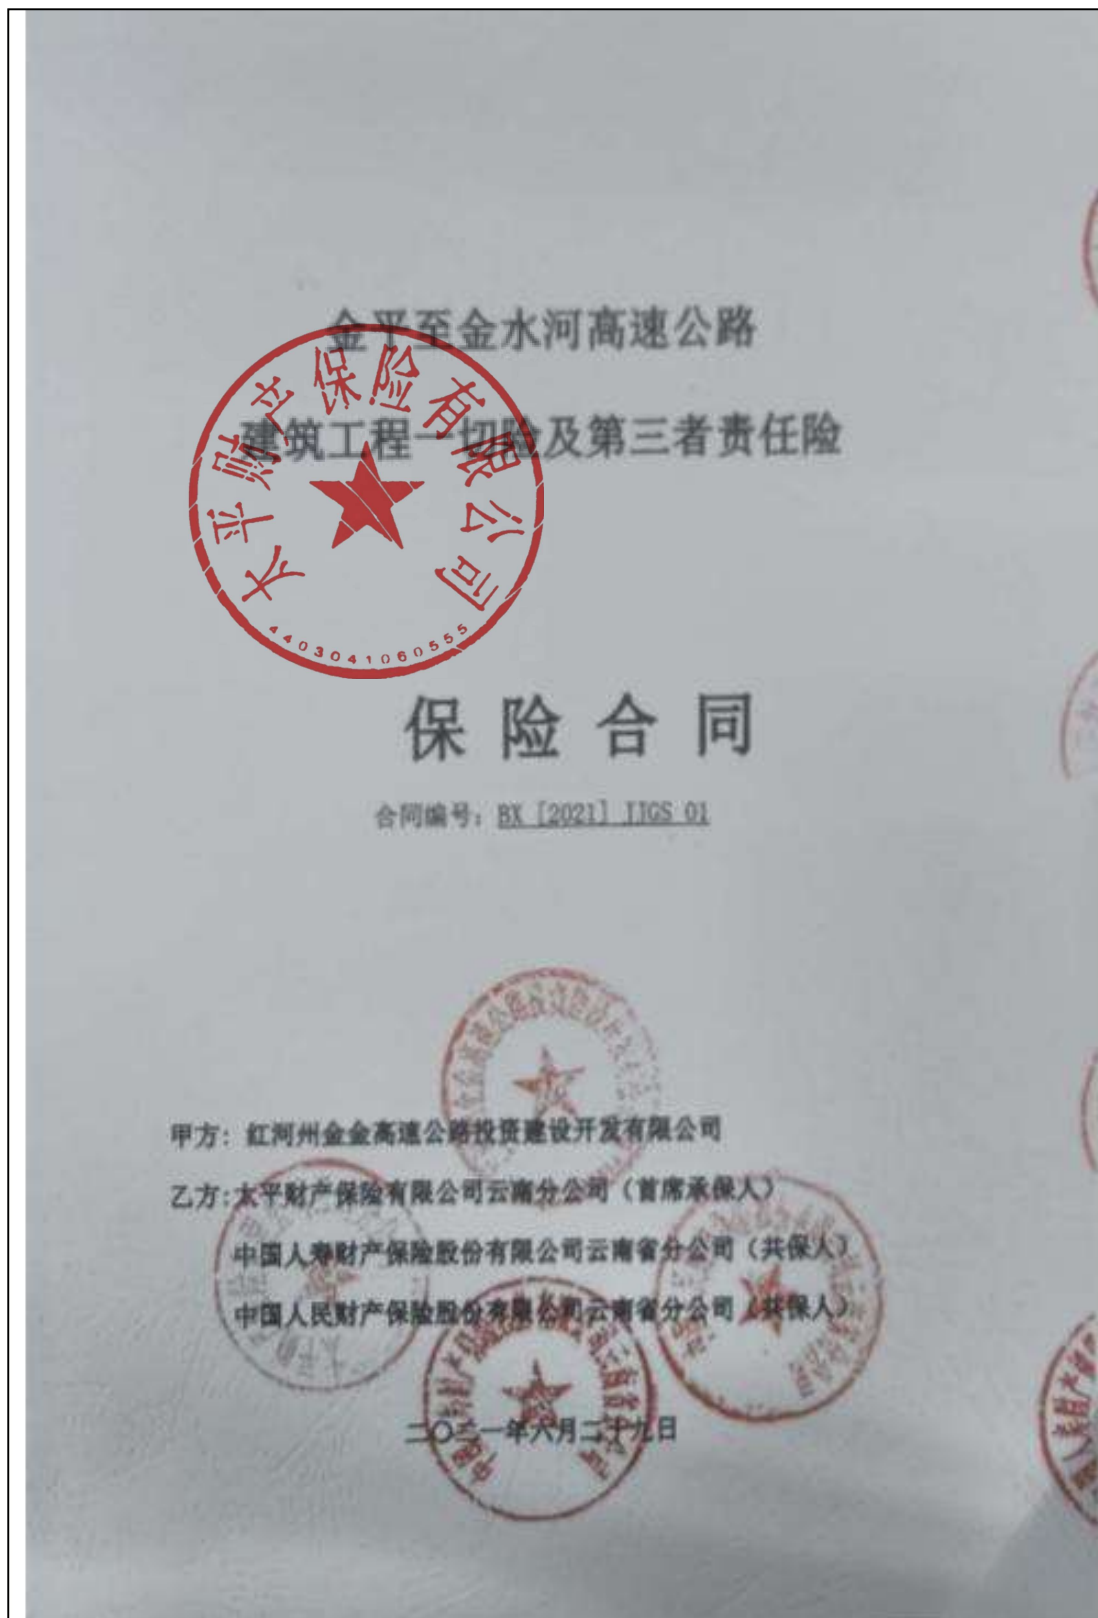 金平至金水河高速公路
建筑工程一切险及第三者责任险
太平财产保险有限公司
4403041060555
保险合同
合同编号：BX [2021] JJGS 01
甲方：红河州金金高速公路投资建设开发有限公司
乙方：太平财产保险有限公司云南分公司（首席承保人）
中国人寿财产保险股份有限公司云南省分公司（共保人）
中国人民财产保险股份有限公司云南省分公司（共保人）
二〇二一年六月二十九日